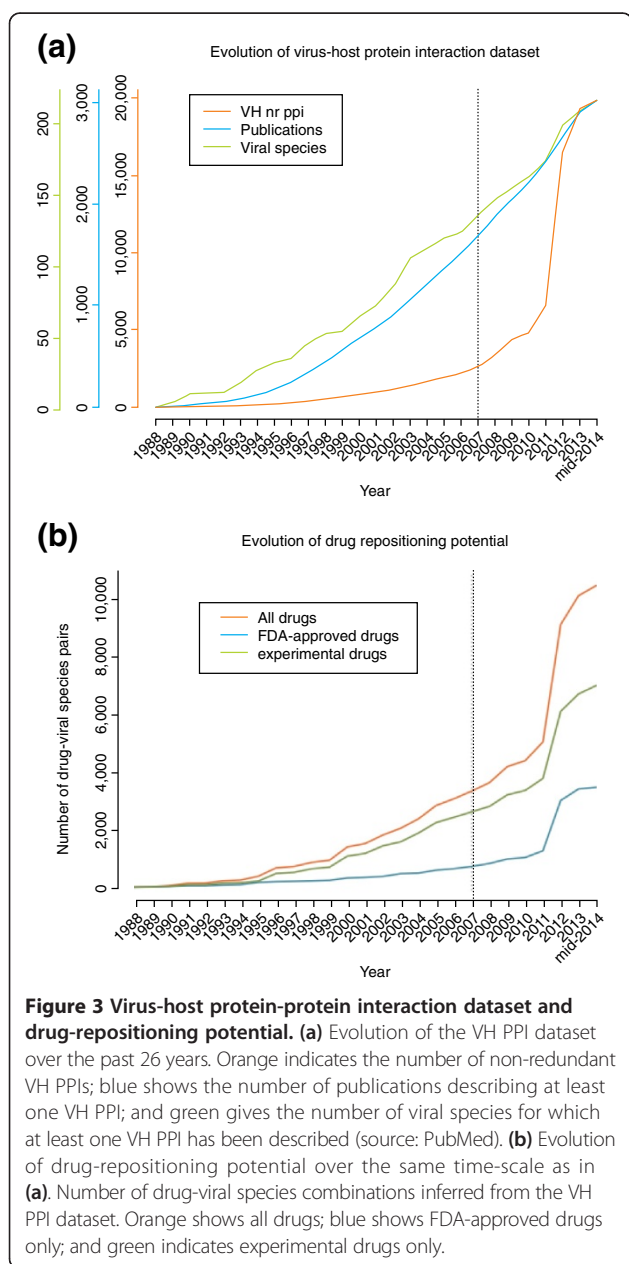 (a)
Evolution of virus-host protein interaction dataset
VH nr ppi
Publications
Viral species
0
50
100
150
200
0
1,000
2,000
3,000
0
5,000
10,000
15,000
20,000
1988
1989
1990
1991
1992
1993
1994
1995
1996
1997
1998
1999
2000
2001
2002
2003
2004
2005
2006
2007
2008
2009
2010
2011
2012
2013
mid-2014
Year
(b)
Evolution of drug repositioning potential
All drugs
FDA-approved drugs
experimental drugs
Number of drug-viral species pairs
0
2,000
4,000
6,000
8,000
10,000
1988
1989
1990
1991
1992
1993
1994
1995
1996
1997
1998
1999
2000
2001
2002
2003
2004
2005
2006
2007
2008
2009
2010
2011
2012
2013
mid-2014
Year
Figure 3 Virus-host protein-protein interaction dataset and
drug-repositioning potential. (a) Evolution of the VH PPI dataset
over the past 26 years. Orange indicates the number of non-redundant
VH PPIs; blue shows the number of publications describing at least
one VH PPI; and green gives the number of viral species for which
at least one VH PPI has been described (source: PubMed). (b) Evolution
of drug-repositioning potential over the same time-scale as in
(a). Number of drug-viral species combinations inferred from the VH
PPI dataset. Orange shows all drugs; blue shows FDA-approved drugs
only; and green indicates experimental drugs only.